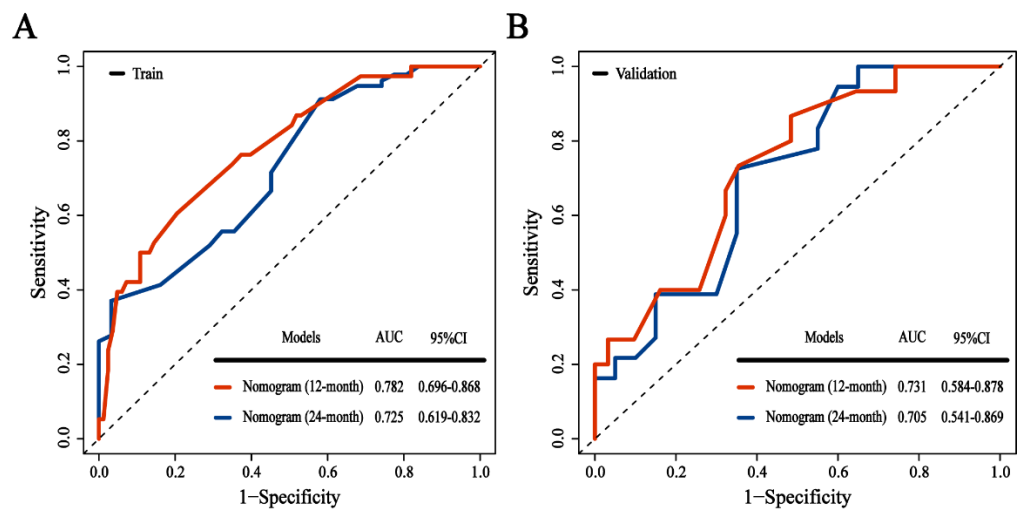 A
Train
Sensitivity
1.0
0.8
0.6
0.4
0.2
0.0
Models AUC 95%CI
Nomogram (12-month) 0.782 0.696-0.868
Nomogram (24-month) 0.725 0.619-0.832
0.0 0.2 0.4 0.6 0.8 1.0
1−Specificity
B
Validation
Sensitivity
1.0
0.8
0.6
0.4
0.2
0.0
Models AUC 95%CI
Nomogram (12-month) 0.731 0.584-0.878
Nomogram (24-month) 0.705 0.541-0.869
0.0 0.2 0.4 0.6 0.8 1.0
1−Specificity